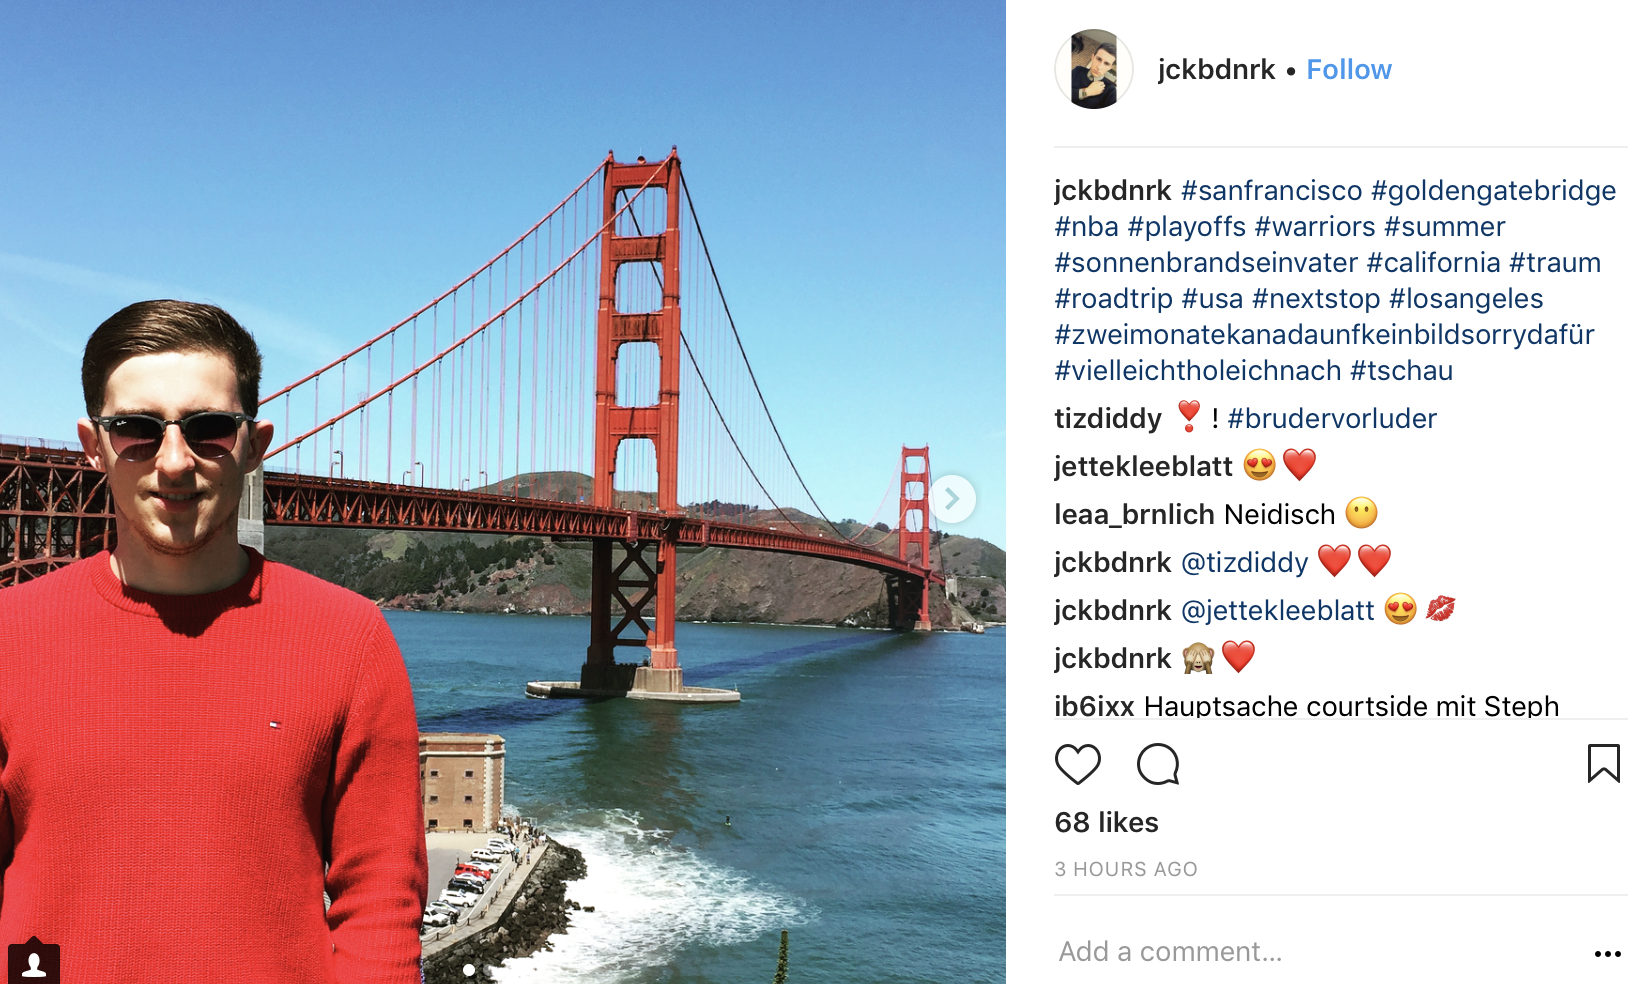 jckbdnrk • Follow
jckbdnrk #sanfrancisco #goldengatebridge
#nba #playoffs #warriors #summer
#sonnenbrandseinvater #california #traum
#roadtrip #usa #nextstop #losangeles
#zweimonatekanadaunfkeinbildsorrydafür
#vielleichtholeichnach #tschau
tizdiddy ❣️ ! #brudervorluder
jettekleeblatt 😍❤️
leaa_brnlich Neidisch 😶
jckbdnrk @tizdiddy ❤️❤️
jckbdnrk @jettekleeblatt 😍💋
jckbdnrk 🙈❤️
ib6ixx Hauptsache courtside mit Steph
68 likes
3 HOURS AGO
Add a comment...